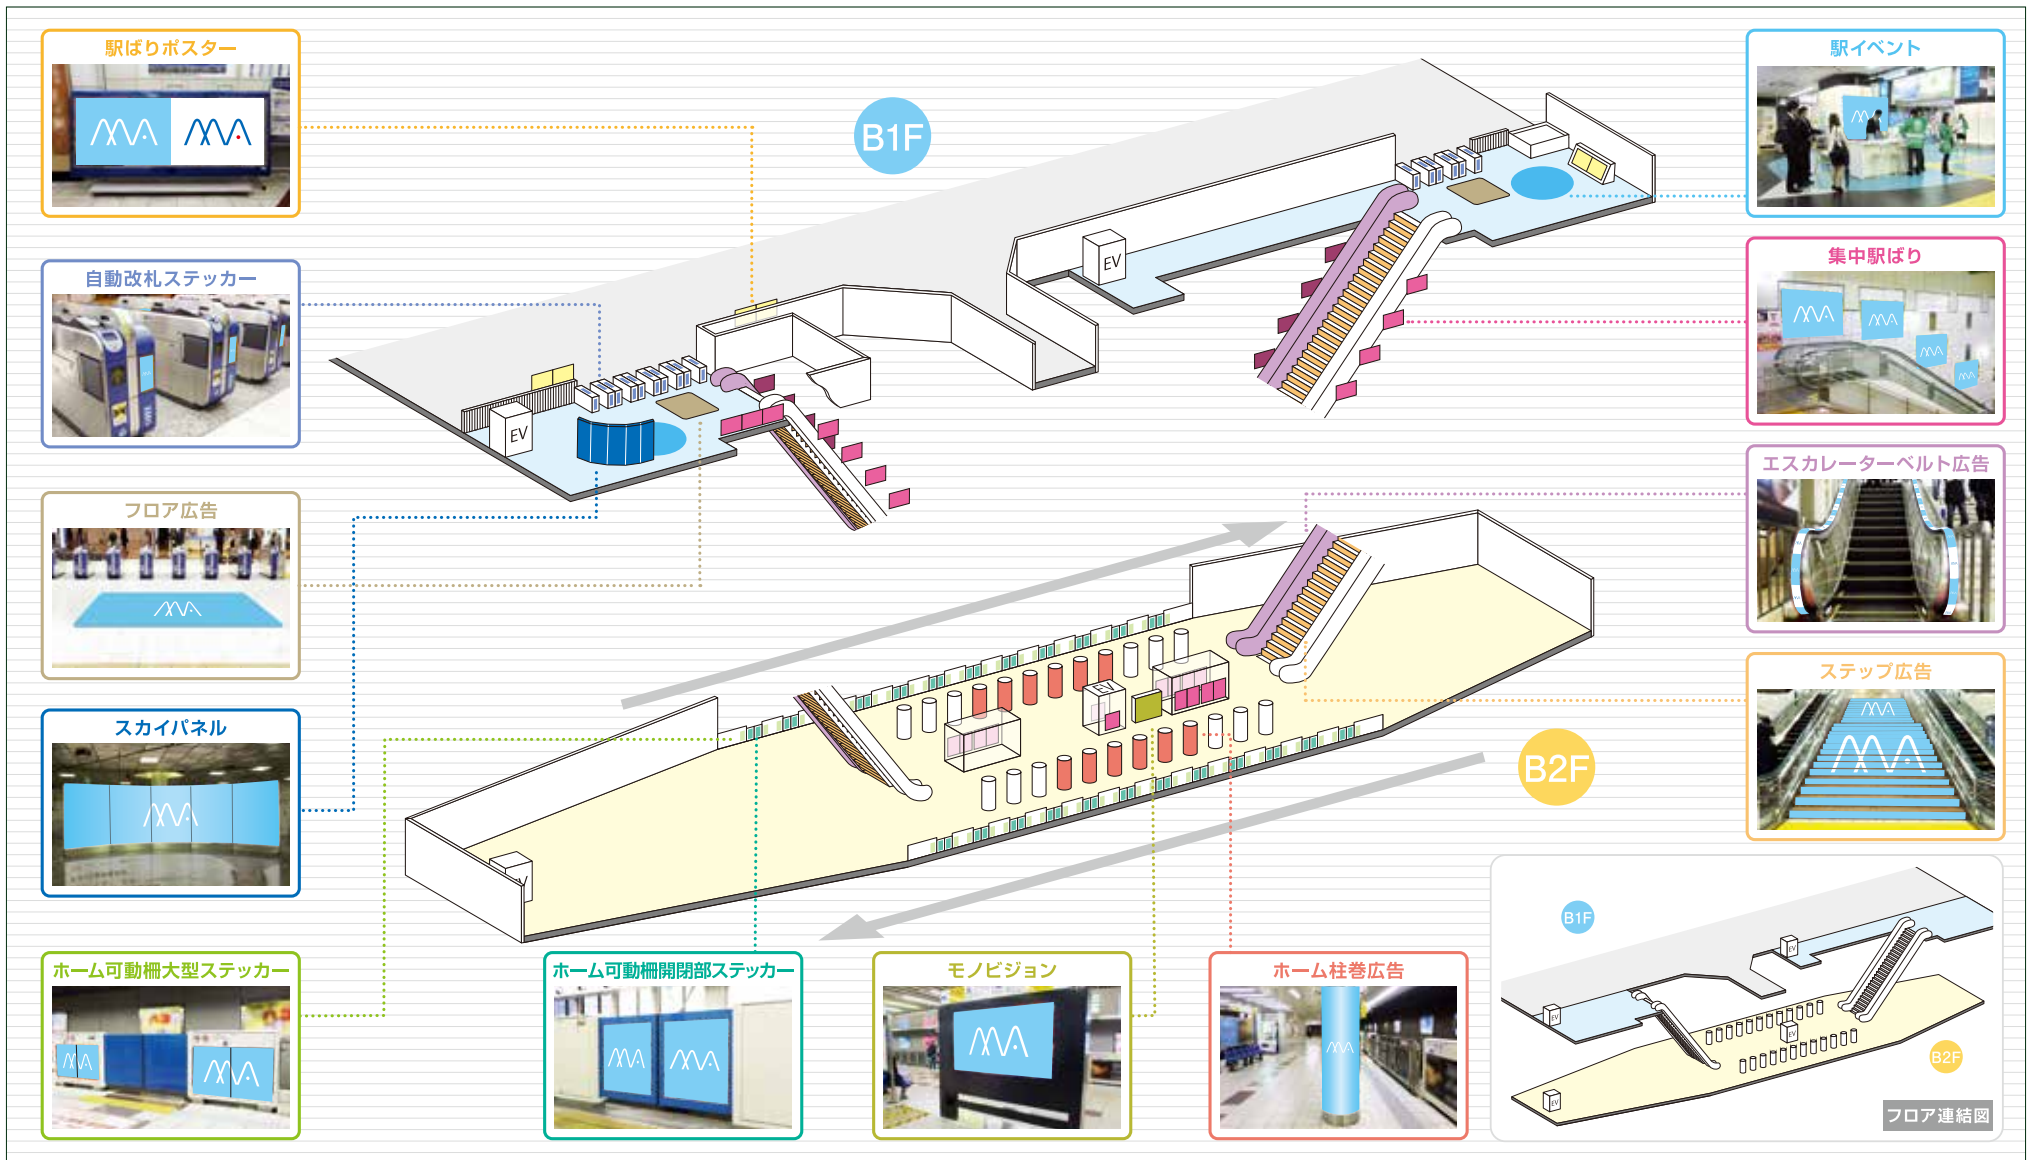 駅ばりポスター
B1F
駅イベント
自動改札ステッカー
集中駅ばり
EV
EV
エスカレーターベルト広告
フロア広告
ステップ広告
スカイパネル
EV
B2F
ホーム可動柵大型ステッカー
ホーム可動柵開閉部ステッカー
モノビジョン
ホーム柱巻広告
B1F
EV
EV
EV
B2F
EV
フロア連結図